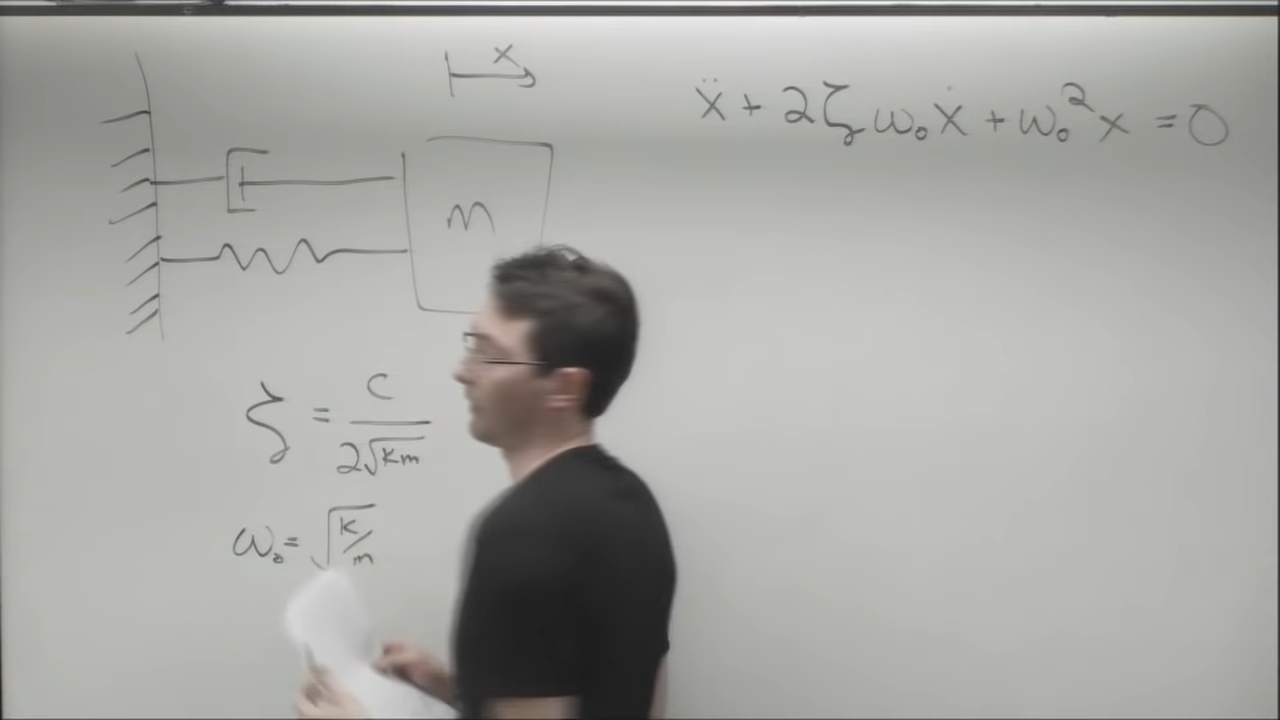 x
ẍ + 2ζω₀ẋ + ω₀²x = 0
m
ζ = c / 2√km
ω₀ = √k/m